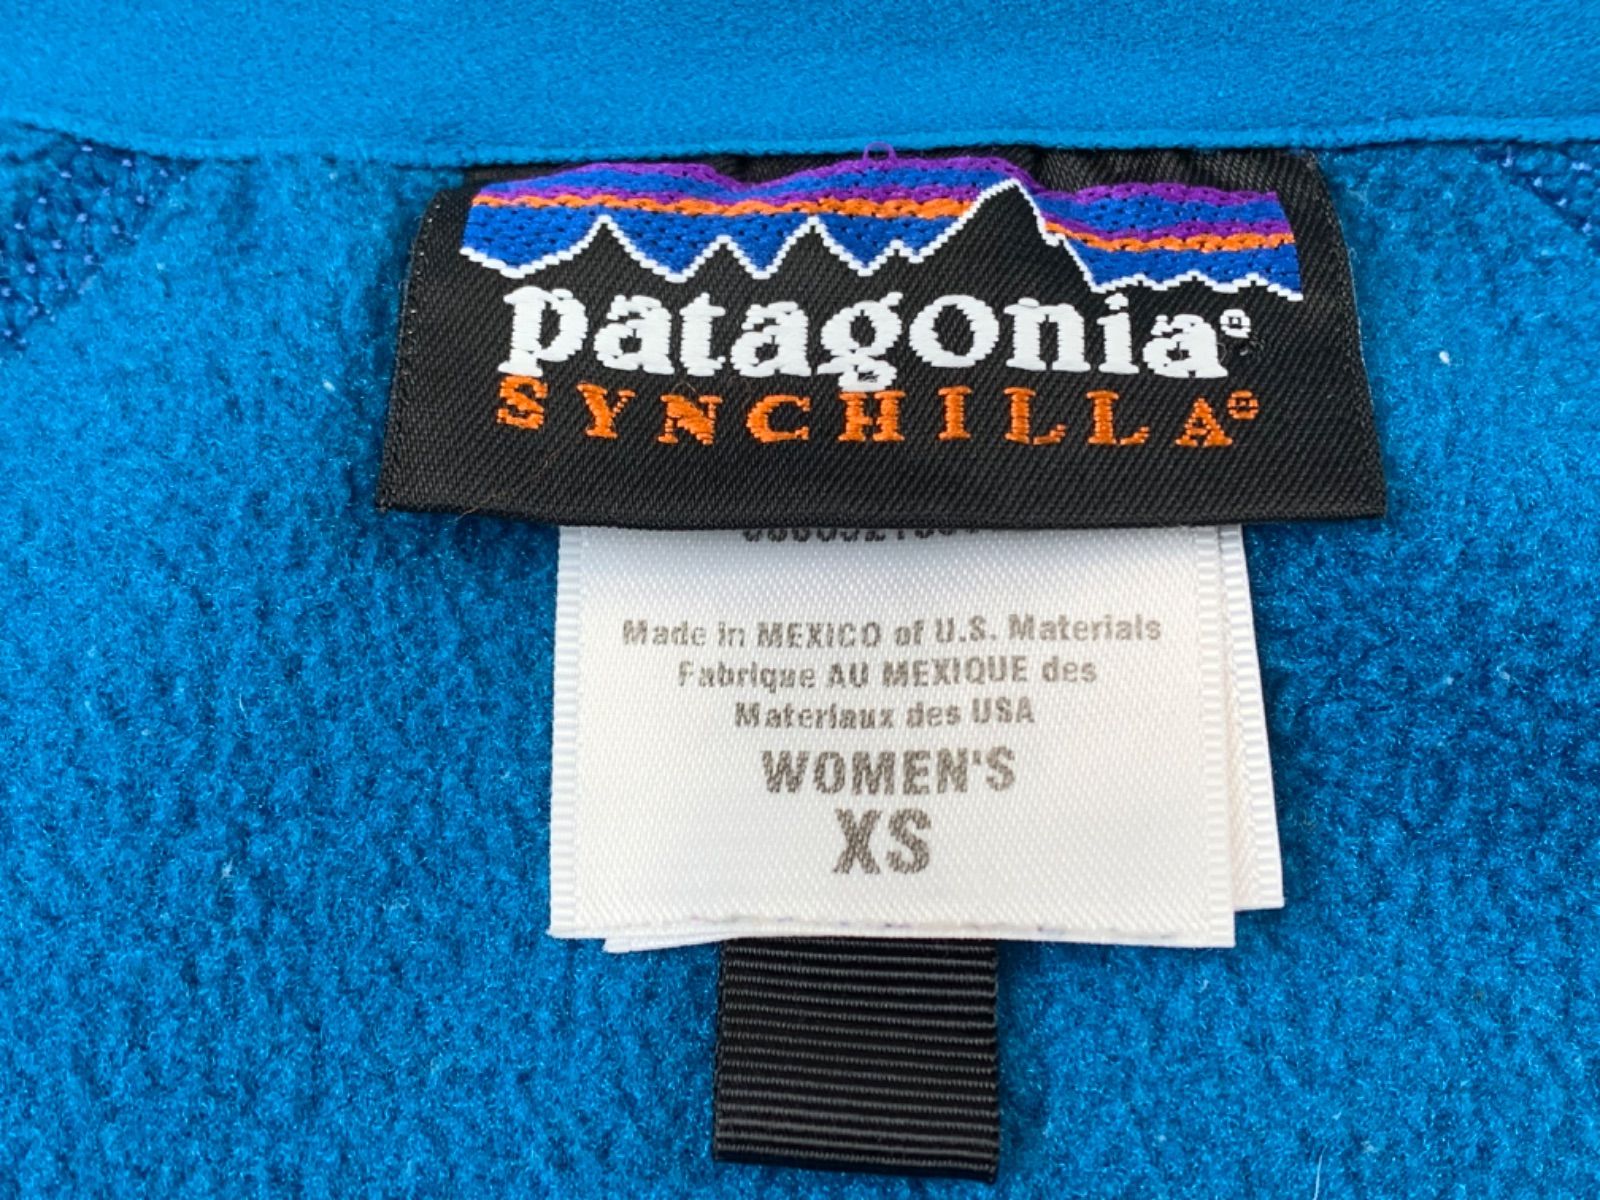 patagonia®
SYNCHILLA®
Made in MEXICO of U.S. Materials
Fabrique AU MEXIQUE des
Materiaux des USA
WOMEN'S
XS